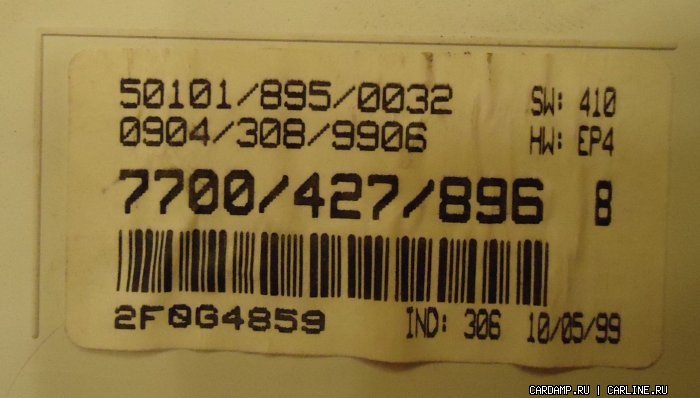 50101/895/0032 SW: 410
0904/308/9906 HW: EP4
7700/427/896 B
2F0G4859 IND: 306 10/05/99
CARDAMP.RU | CARLINE.RU